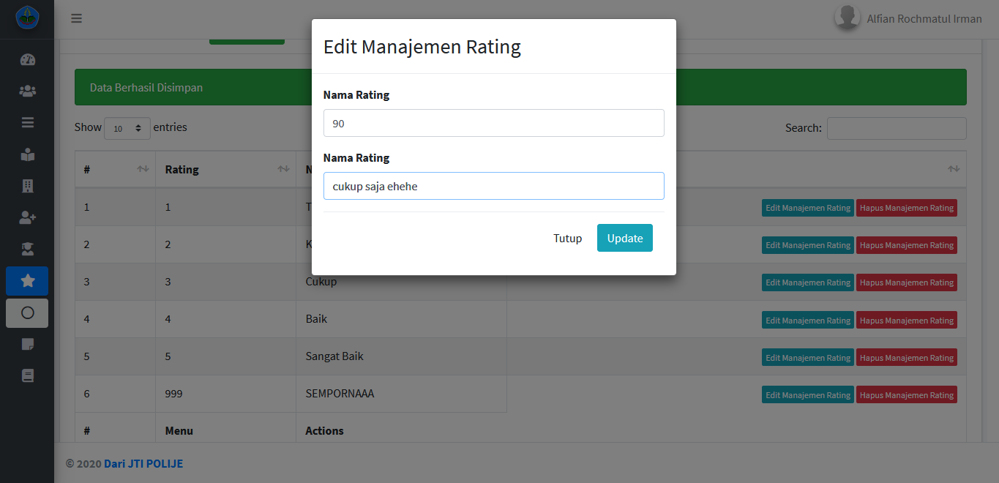 Alfian Rochmatul Irman
Edit Manajemen Rating
Nama Rating
90
Nama Rating
cukup saja ehehe
Tutup Update
Data Berhasil Disimpan
Show 10 entries Search:
# Rating N
1 1 T Edit Manajemen Rating Hapus Manajemen Rating
2 2 K Edit Manajemen Rating Hapus Manajemen Rating
3 3 Cukup Edit Manajemen Rating Hapus Manajemen Rating
4 4 Baik Edit Manajemen Rating Hapus Manajemen Rating
5 5 Sangat Baik Edit Manajemen Rating Hapus Manajemen Rating
6 999 SEMPORNAAA Edit Manajemen Rating Hapus Manajemen Rating
# Menu Actions
© 2020 Dari JTI POLIJE